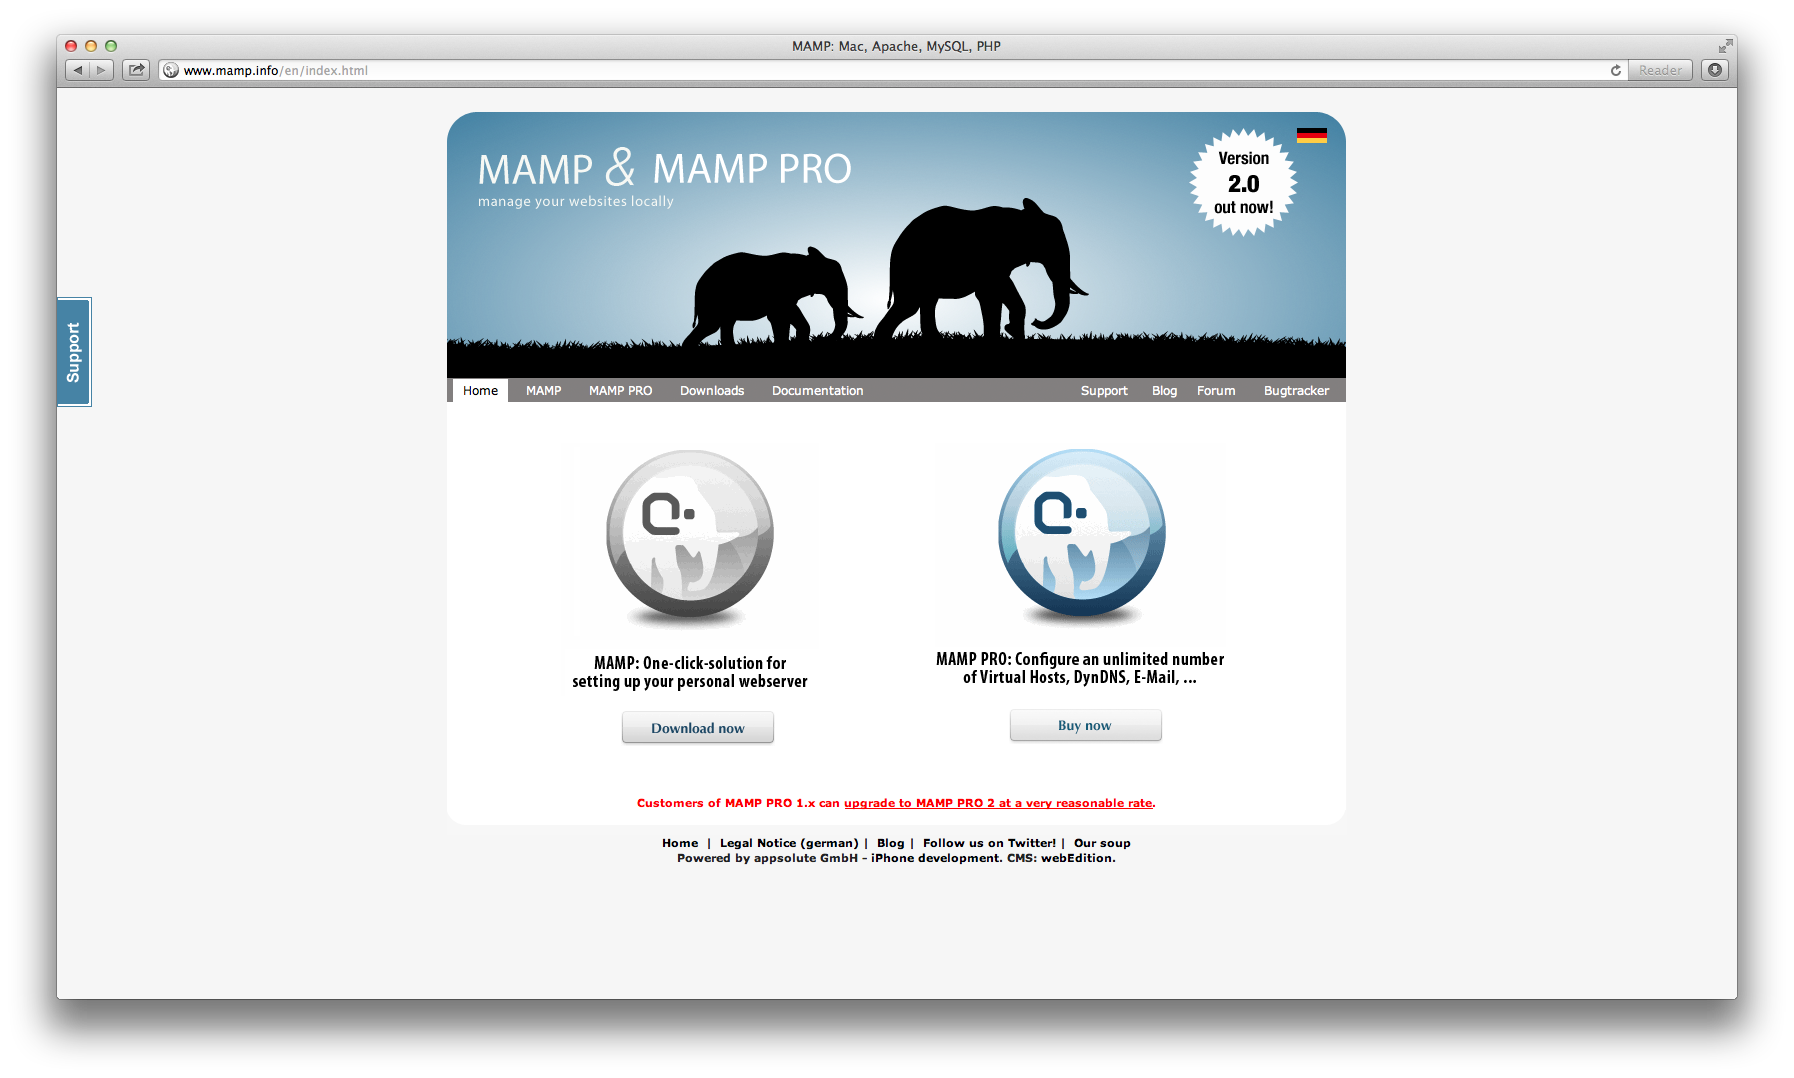 MAMP: Mac, Apache, MySQL, PHP
www.mamp.info/en/index.html
Reader
MAMP & MAMP PRO
manage your websites locally
Version
2.0
out now!
Support
Home MAMP MAMP PRO Downloads Documentation Support Blog Forum Bugtracker
MAMP: One-click-solution for
setting up your personal webserver
Download now
MAMP PRO: Configure an unlimited number
of Virtual Hosts, DynDNS, E-Mail, ...
Buy now
Customers of MAMP PRO 1.x can upgrade to MAMP PRO 2 at a very reasonable rate.
Home | Legal Notice (german) | Blog | Follow us on Twitter! | Our soup
Powered by appsolute GmbH - iPhone development. CMS: webEdition.